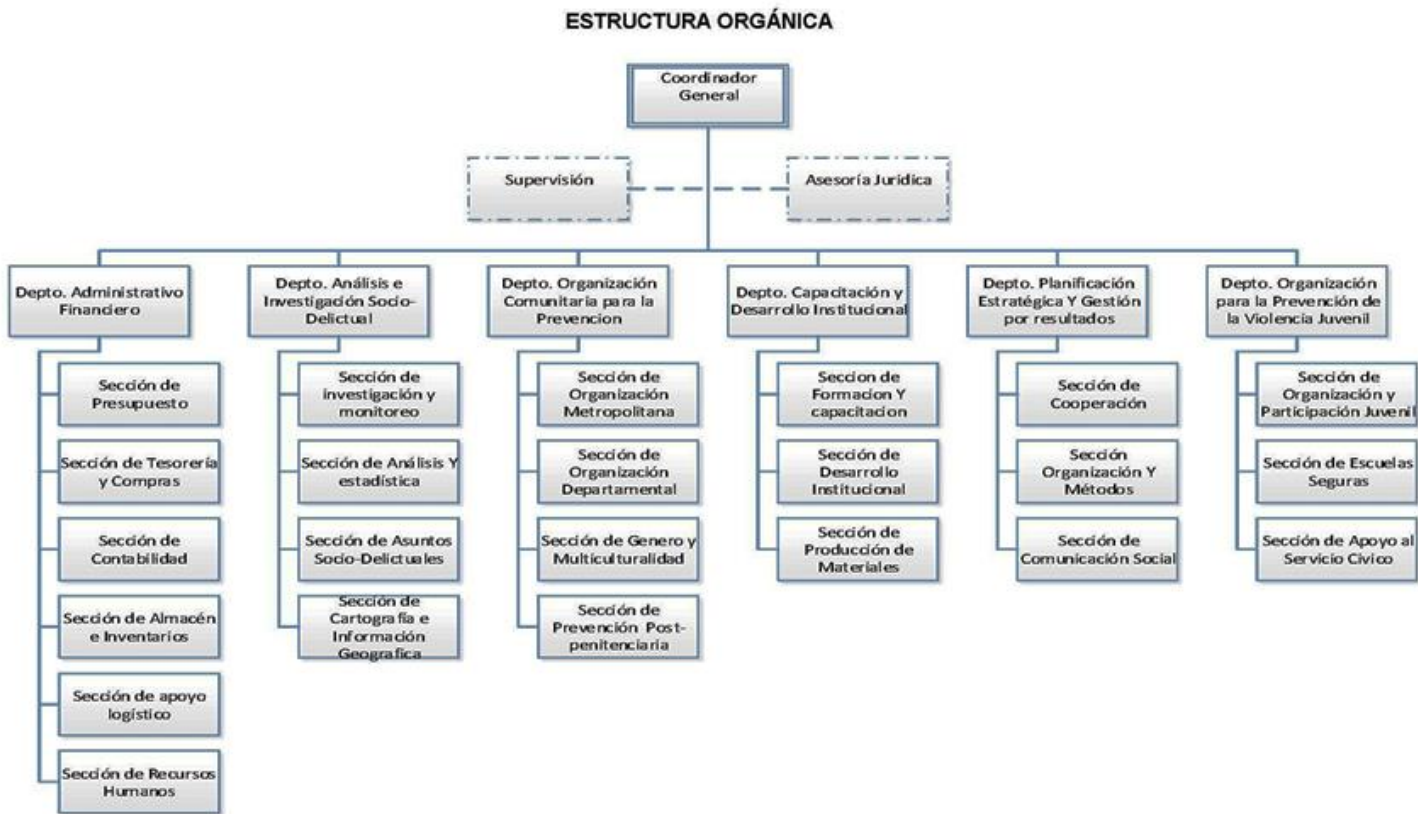 ESTRUCTURA ORGÁNICA
Coordinador
General
Supervisión
Asesoría Juridica
Depto. Administrativo
Financiero
Depto. Análisis e
Investigación Socio-
Delictual
Depto. Organización
Comunitaria para la
Prevencion
Depto. Capacitación y
Desarrollo Institucional
Depto. Planificación
Estratégica Y Gestión
por resultados
Depto. Organización
para la Prevención de
la Violencia Juvenil
Sección de
Presupuesto
Sección de Tesorería
y Compras
Sección de
Contabilidad
Sección de Almacén
e Inventarios
Sección de apoyo
logístico
Sección de Recursos
Humanos
Sección de
investigación y
monitoreo
Sección de Análisis Y
estadística
Sección de Asuntos
Socio-Delictuales
Sección de
Cartografía e
Información
Geografica
Sección de
Organización
Metropolitana
Sección de
Organización
Departamental
Sección de Genero y
Multiculturalidad
Sección de
Prevención Post-
penitenciaria
Seccion de
Formacion Y
capacitacion
Sección de
Desarrollo
Institucional
Sección de
Producción de
Materiales
Sección de
Cooperación
Sección
Organización Y
Métodos
Sección de
Comunicación Social
Sección de
Organización y
Participación Juvenil
Sección de Escuelas
Seguras
Sección de Apoyo al
Servicio Civico